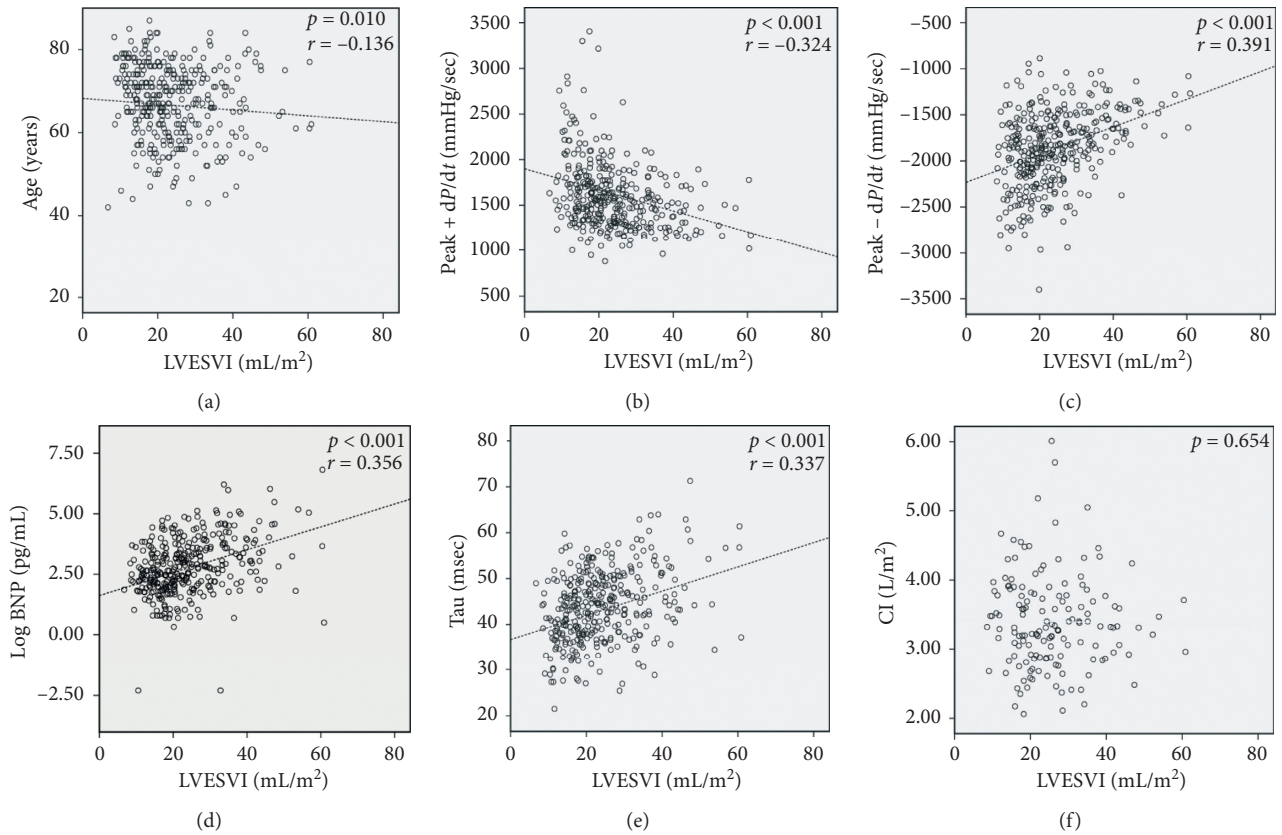 p = 0.010
r = –0.136
80
60
40
20
Age (years)
0
20
40
60
80
LVESVI (mL/m²)
(a)
p < 0.001
r = –0.324
3500
3000
2500
2000
1500
1000
500
Peak + dP/dt (mmHg/sec)
0
20
40
60
80
LVESVI (mL/m²)
(b)
p < 0.001
r = 0.391
–500
–1000
–1500
–2000
–2500
–3000
–3500
Peak – dP/dt (mmHg/sec)
0
20
40
60
80
LVESVI (mL/m²)
(c)
p < 0.001
r = 0.356
7.50
5.00
2.50
0.00
–2.50
Log BNP (pg/mL)
0
20
40
60
80
LVESVI (mL/m²)
(d)
p < 0.001
r = 0.337
80
70
60
50
40
30
20
Tau (msec)
0
20
40
60
80
LVESVI (mL/m²)
(e)
p = 0.654
6.00
5.00
4.00
3.00
2.00
CI (L/m²)
0
20
40
60
80
LVESVI (mL/m²)
(f)